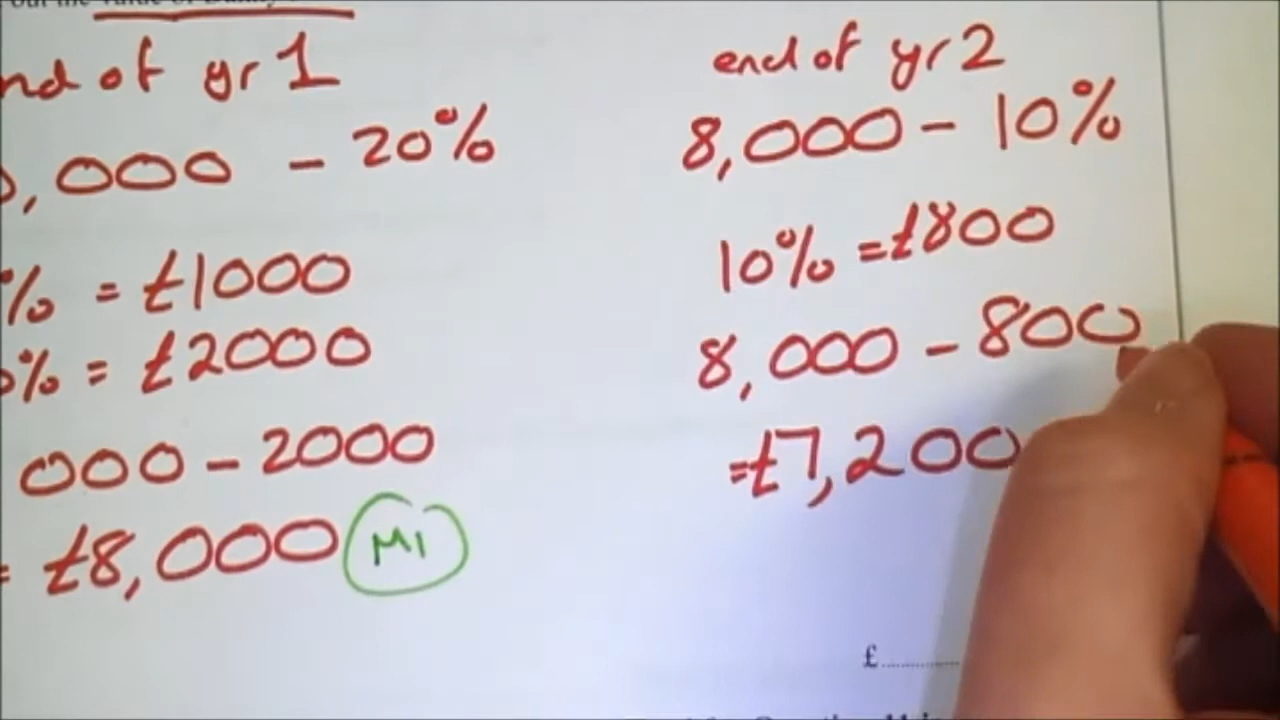 end of yr 1
,000 - 20%
% = £1000
% = £2000
000 - 2000
= £8,000 M1
end of yr 2
8,000 - 10%
10% = £800
8,000 - 800
= £7,200
£